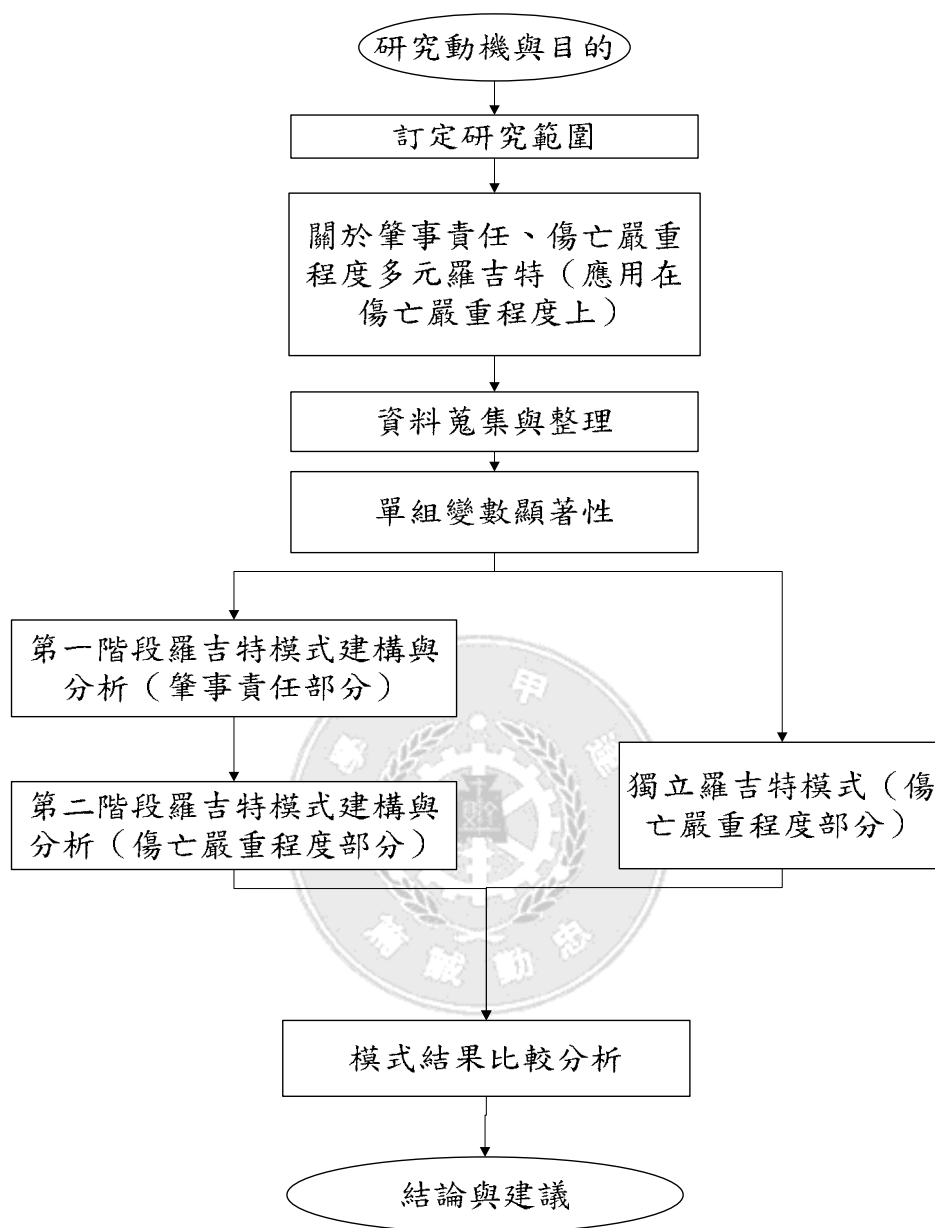 研究動機與目的
訂定研究範圍
關於肇事責任、傷亡嚴重
程度多元羅吉特（應用在
傷亡嚴重程度上）
資料蒐集與整理
單組變數顯著性
第一階段羅吉特模式建構與
分析（肇事責任部分）
第二階段羅吉特模式建構與
分析（傷亡嚴重程度部分）
獨立羅吉特模式（傷
亡嚴重程度部分）
模式結果比較分析
結論與建議